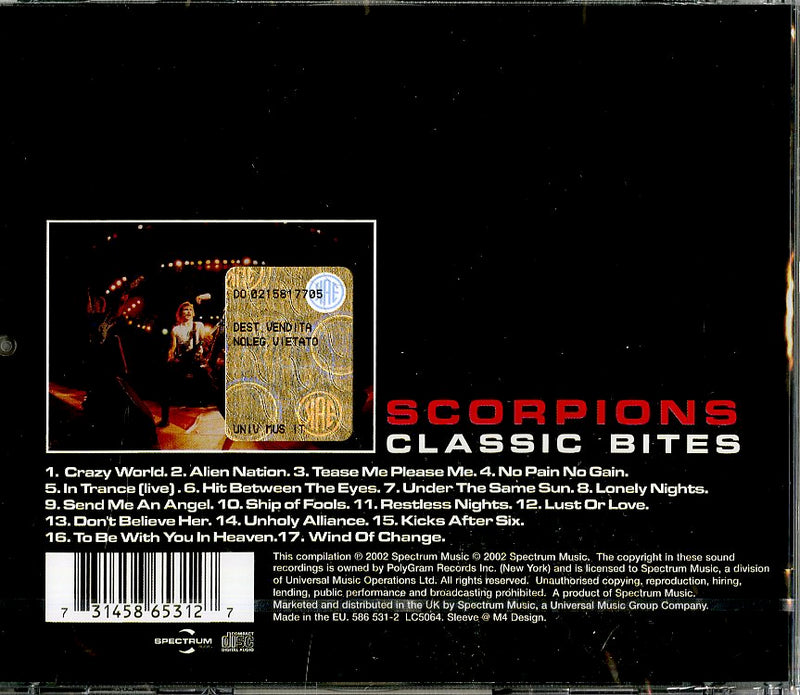 DO 0215817705
DEST.VENDITA
NOLEG.VIETATO
UNIV MUS IT
SCORPIONS
CLASSIC BITES
1. Crazy World. 2. Alien Nation. 3. Tease Me Please Me. 4. No Pain No Gain.
5. In Trance (live) . 6. Hit Between The Eyes. 7. Under The Same Sun. 8. Lonely Nights.
9. Send Me An Angel. 10. Ship of Fools. 11. Restless Nights. 12. Lust Or Love.
13. Don't Believe Her. 14. Unholy Alliance. 15. Kicks After Six.
16. To Be With You In Heaven.17. Wind Of Change.
This compilation ℗ 2002 Spectrum Music © 2002 Spectrum Music. The copyright in these sound
recordings is owned by PolyGram Records Inc. (New York) and is licensed to Spectrum Music, a division
of Universal Music Operations Ltd. All rights reserved. Unauthorised copying, reproduction, hiring,
lending, public performance and broadcasting prohibited. A product of Spectrum Music.
Marketed and distributed in the UK by Spectrum Music, a Universal Music Group Company.
Made in the EU. 586 531-2 LC5064. Sleeve @ M4 Design.
7 31458 65312 7
SPECTRUM
COMPACT
disc
DIGITAL AUDIO